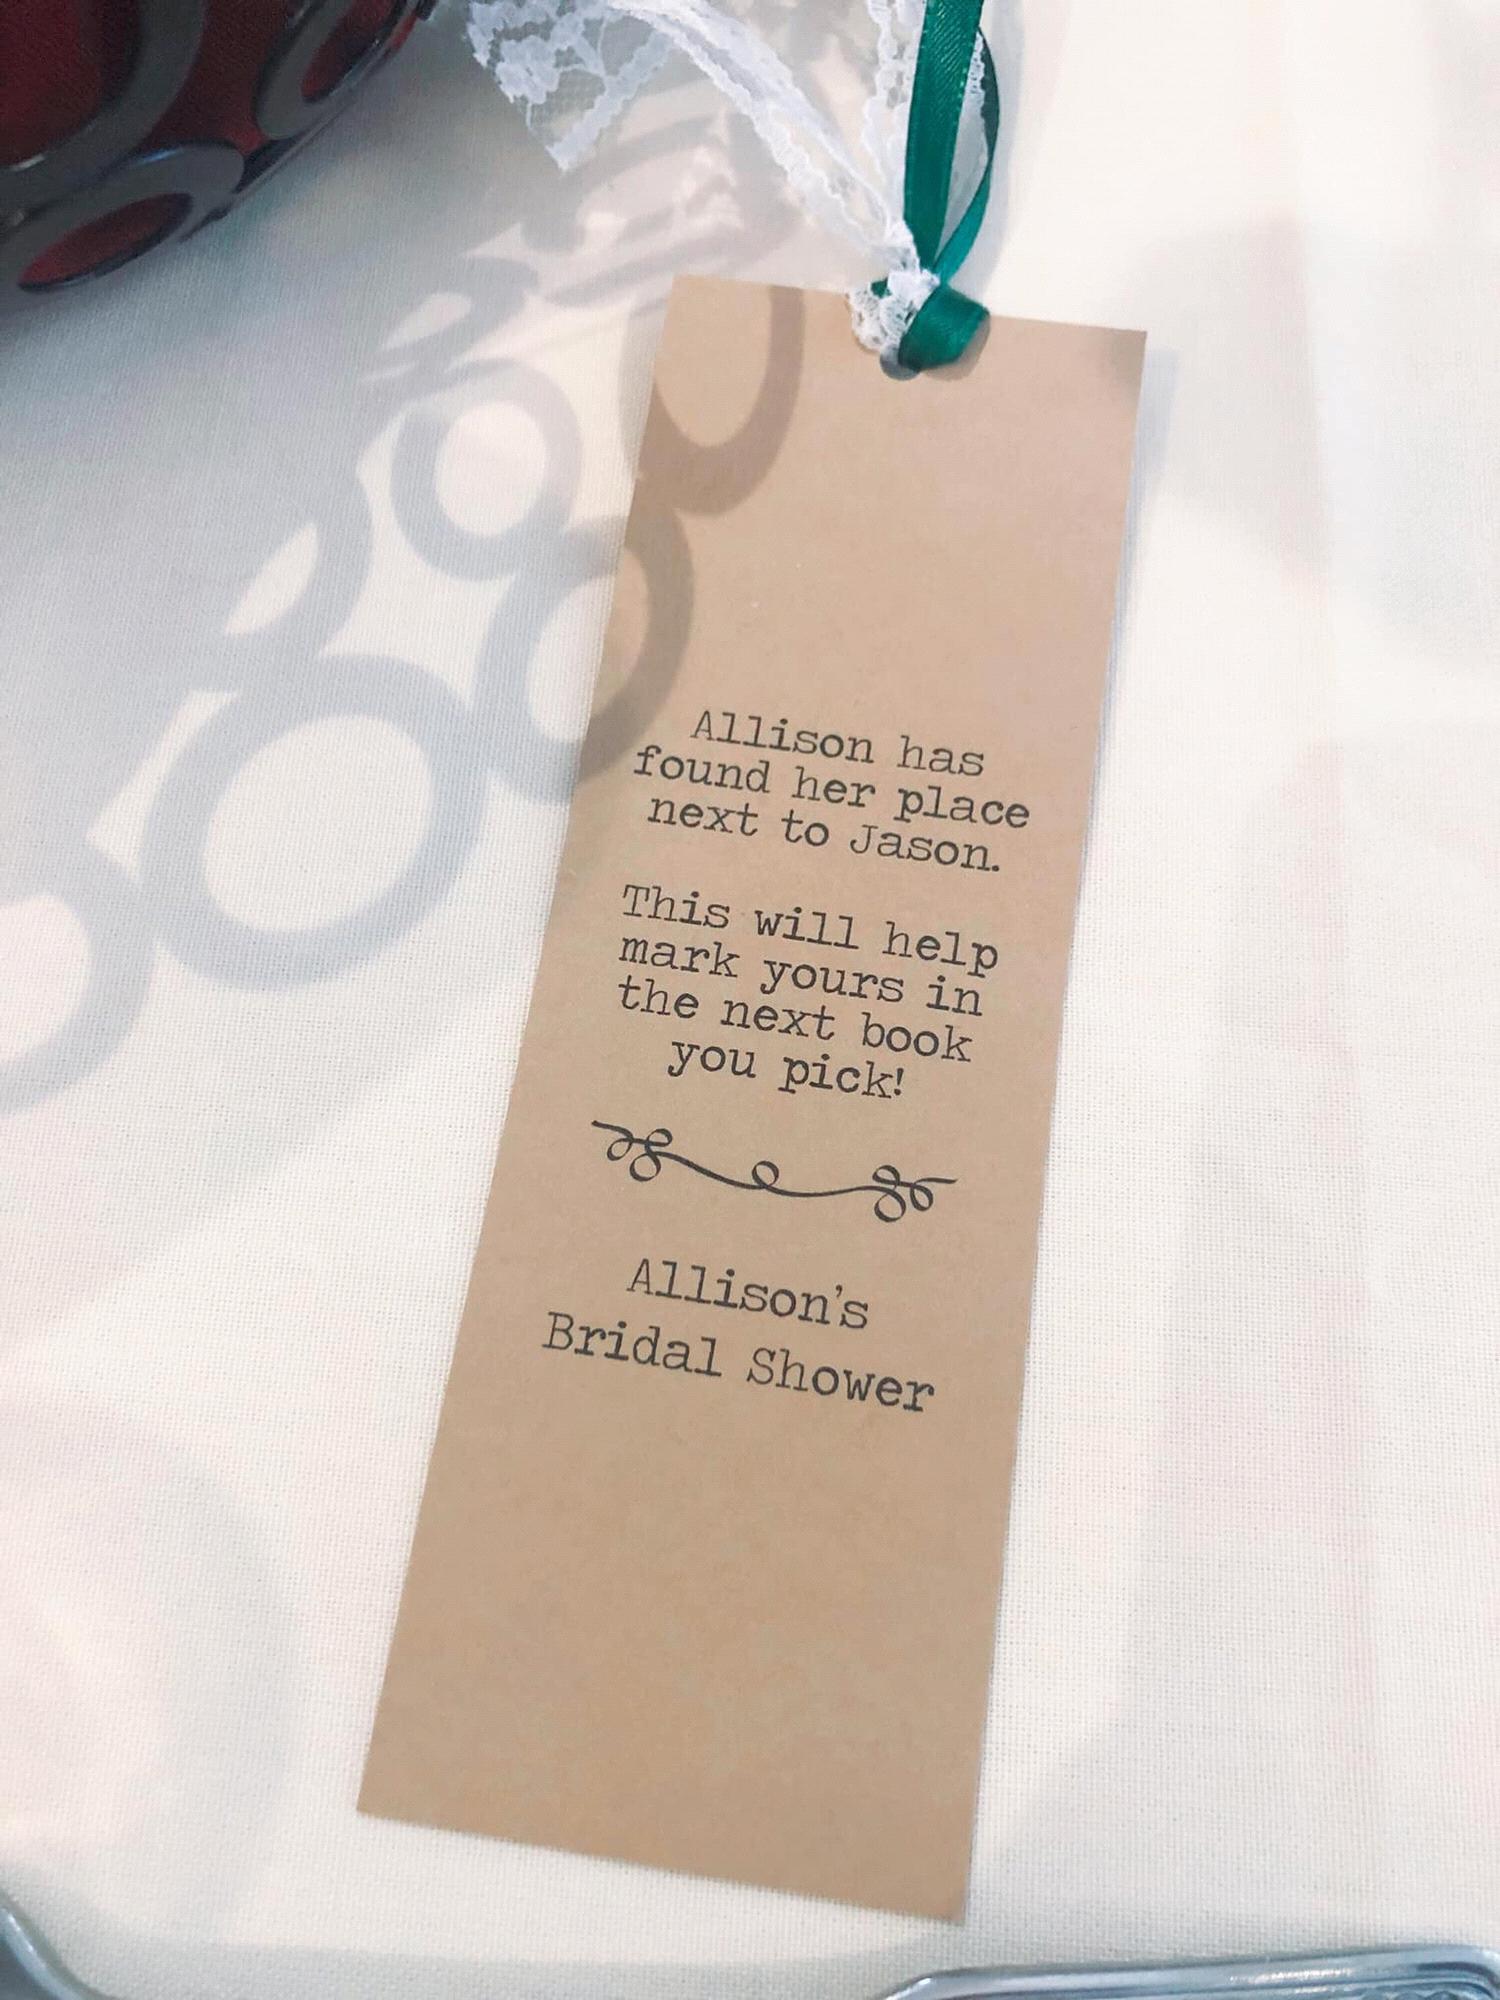 Allison has
found her place
next to Jason.
This will help
mark yours in
the next book
you pick!
Allison's
Bridal Shower